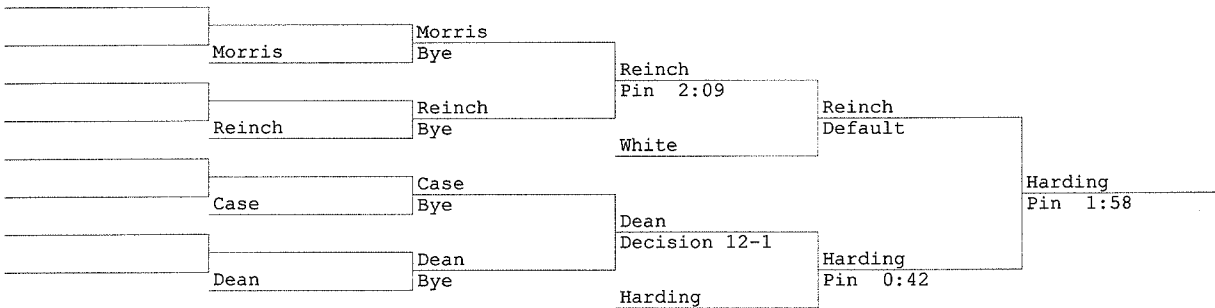 Morris
Morris
Bye
Reinch
Pin 2:09
Reinch
Reinch
Bye
Reinch
Default
White
Case
Case
Bye
Harding
Pin 1:58
Dean
Decision 12-1
Dean
Dean
Bye
Harding
Pin 0:42
Harding